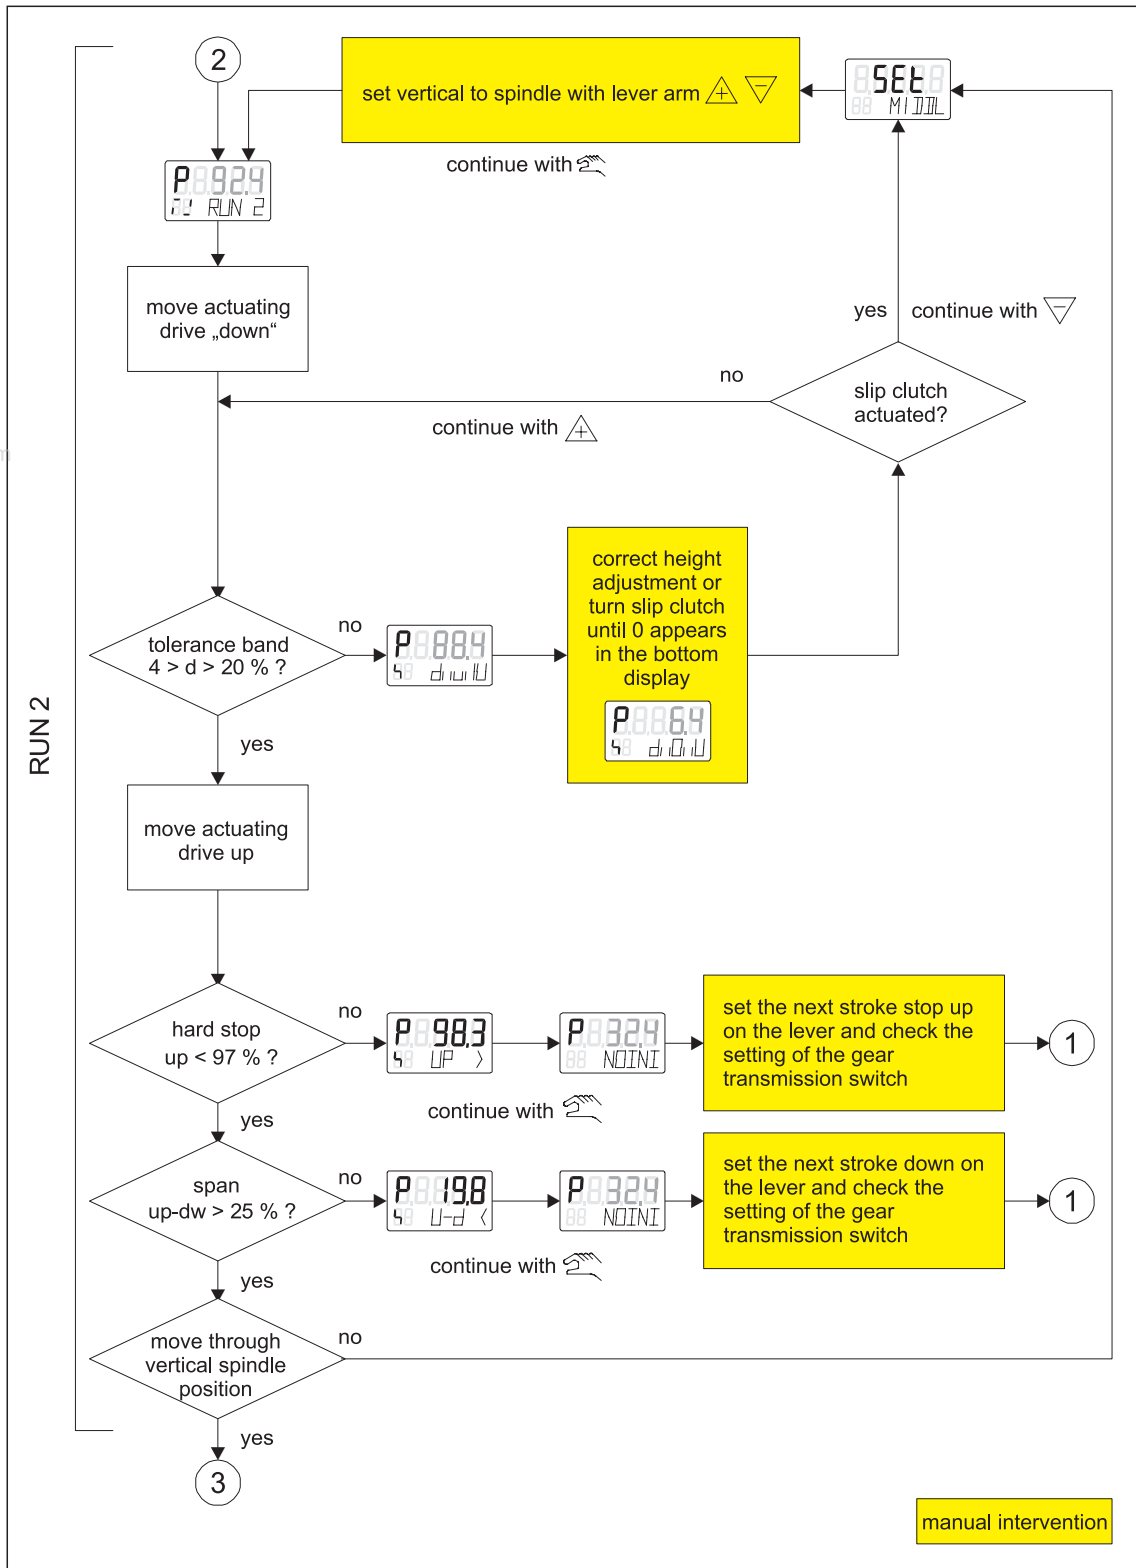 2
set vertical to spindle with lever arm + −
SEt
MIDDL
continue with
P 92.4
RUN 2
move actuating
drive „down“
yes
continue with −
no
slip clutch
actuated?
continue with +
correct height
adjustment or
turn slip clutch
until 0 appears
in the bottom
display
P 6.4
tolerance band
4 > d > 20 % ?
no
P 88.4
yes
RUN 2
move actuating
drive up
hard stop
up < 97 % ?
no
P 98.3
UP >
P 32.4
NOINI
set the next stroke stop up
on the lever and check the
setting of the gear
transmission switch
1
continue with
yes
span
up-dw > 25 % ?
no
P 19.8
U-d <
P 32.4
NOINI
set the next stroke down on
the lever and check the
setting of the gear
transmission switch
1
continue with
yes
move through
vertical spindle
position
no
yes
3
manual intervention